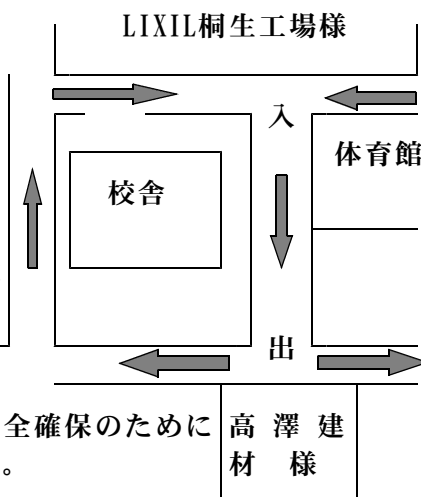 LIXIL桐生工場様
入
体育館
校舎
出
全確保のために
。
高澤建
材様